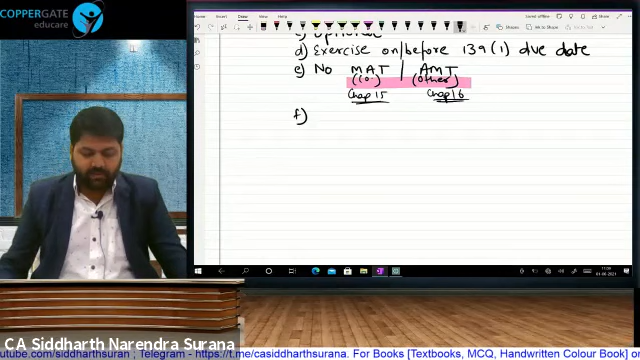 COPPERGATE
educare
c) Optional
d) Exercise on/before 139(1) due date
e) No MAT / AMT
(Co.) (Other)
Chap 15 Chap 16
f)
CA Siddharth Narendra Surana
utube.com/siddharthsuran ; Telegram - https://t.me/casiddharthsurana. For Books [Textbooks, MCQ, Handwritten Colour Book] o